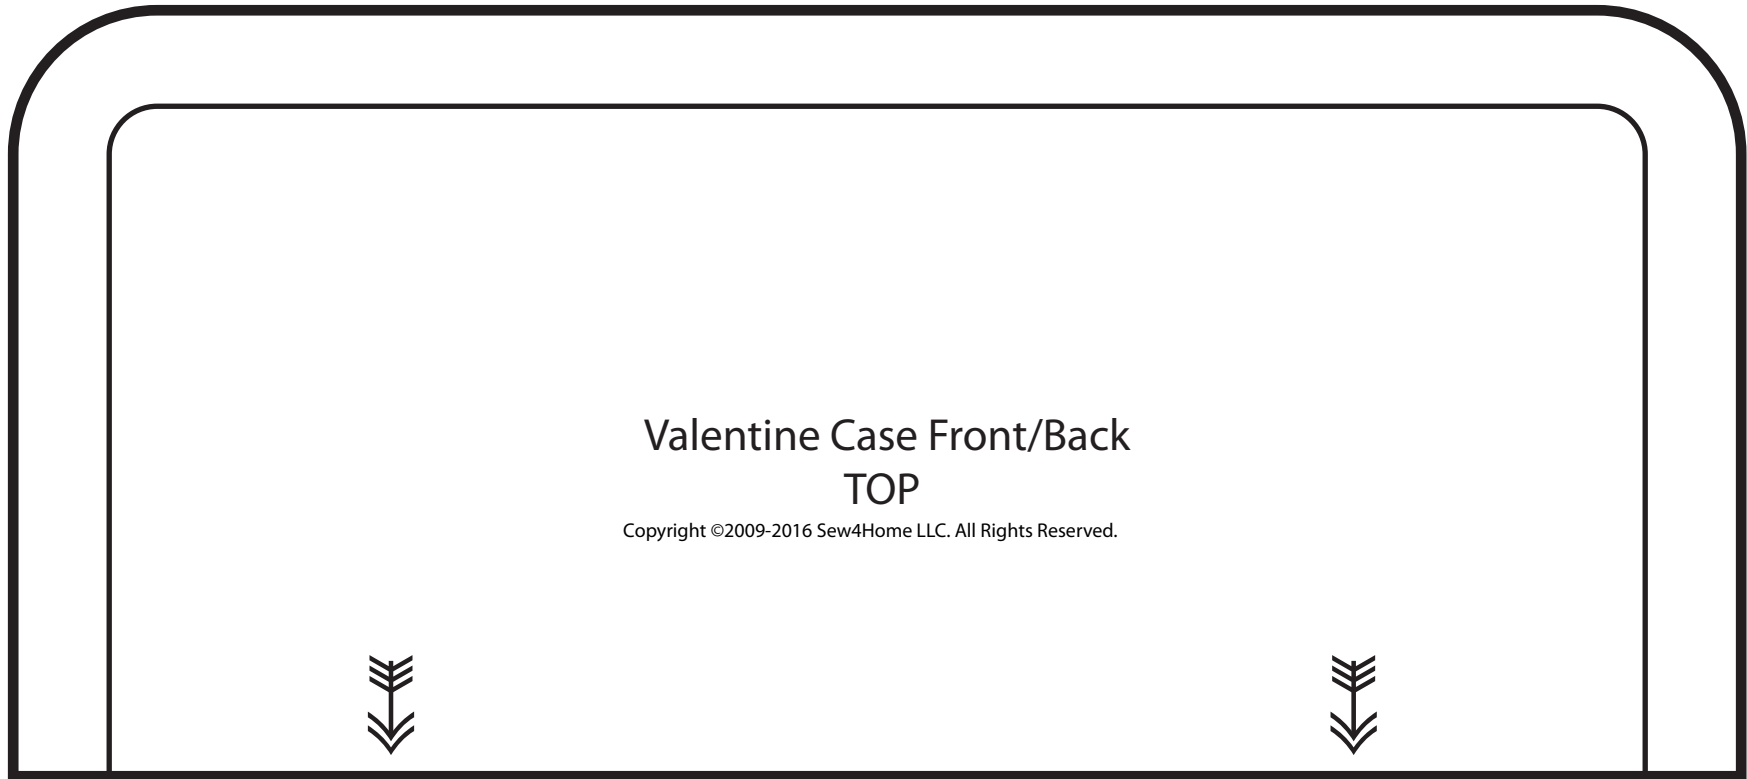 Valentine Case Front/Back
TOP
Copyright ©2009-2016 Sew4Home LLC. All Rights Reserved.